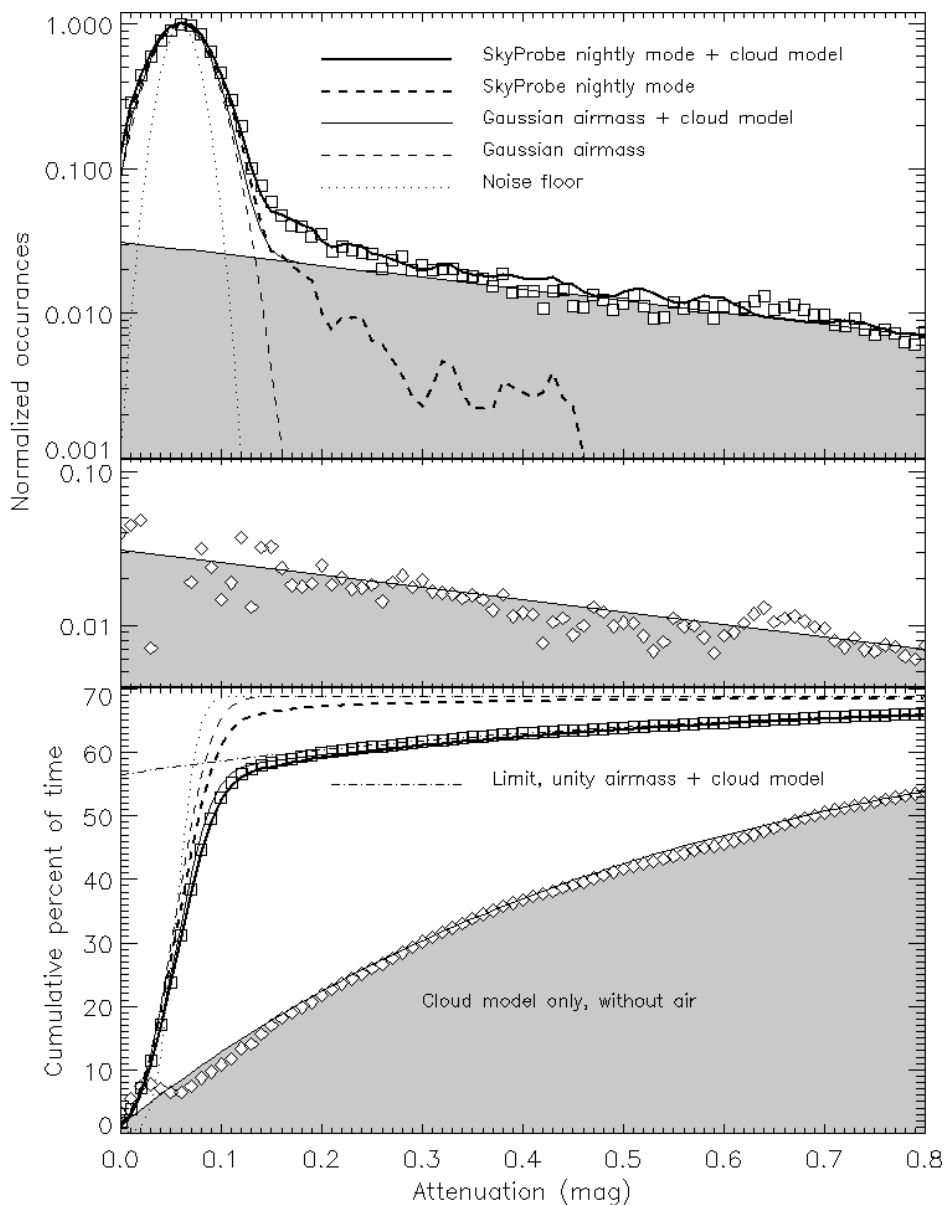 1.000
0.100
0.010
0.001
Normalized occurances
SkyProbe nightly mode + cloud model
SkyProbe nightly mode
Gaussian airmass + cloud model
Gaussian airmass
Noise floor
0.10
0.01
70
60
50
40
30
20
10
0
Cumulative percent of time
Limit, unity airmass + cloud model
Cloud model only, without air
0.0 0.1 0.2 0.3 0.4 0.5 0.6 0.7 0.8
Attenuation (mag)